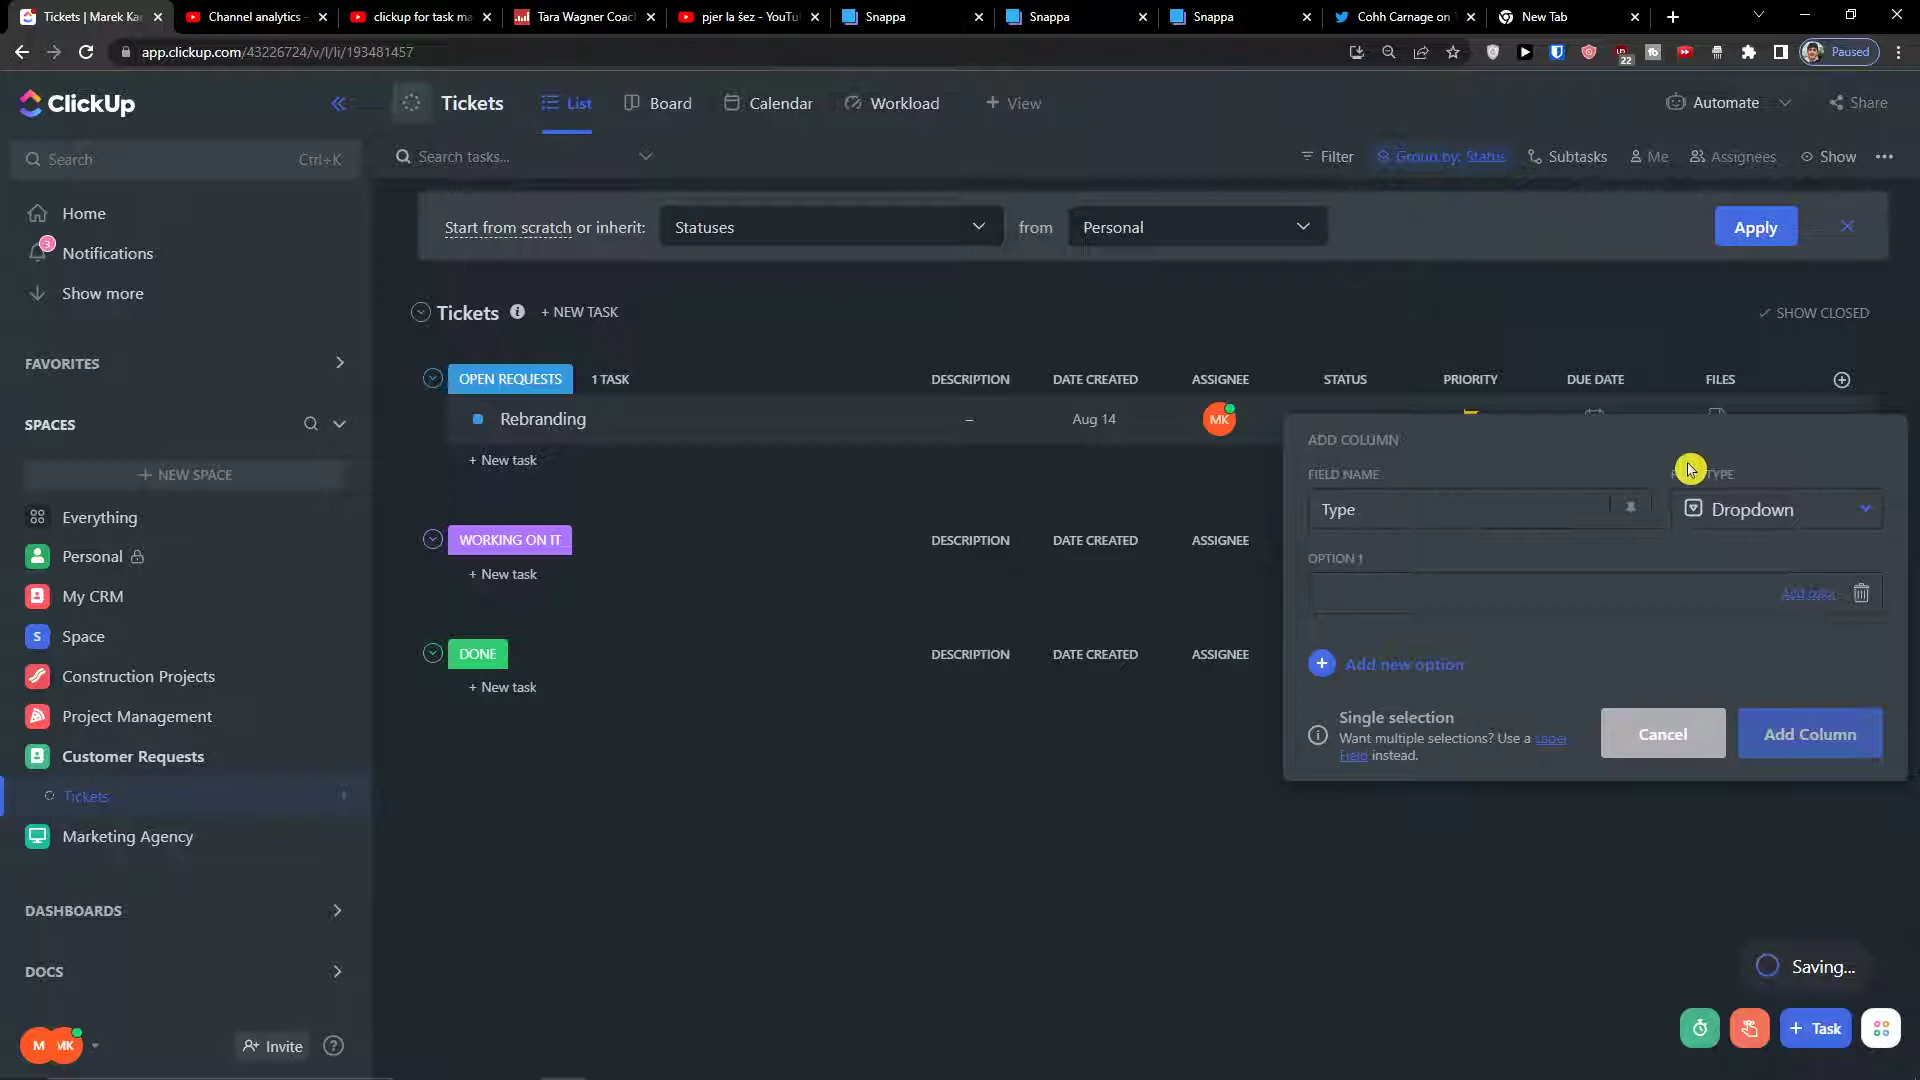 Tickets | Marek Ka
Channel analytics -
clickup for task ma
Tara Wagner Coac
pjer la šez - YouTu
Snappa
Snappa
Snappa
Cohh Carnage on
New Tab
app.clickup.com/43226724/v/l/li/193481457
22
Paused
ClickUp
Tickets
List
Board
Calendar
Workload
+ View
Automate
Share
Search
Ctrl+K
Search tasks...
Filter
Group by: Status
Subtasks
Me
Assignees
Show
3
Home
Notifications
Show more
Start from scratch or inherit:
Statuses
from
Personal
Apply
Tickets
+ NEW TASK
SHOW CLOSED
FAVORITES
OPEN REQUESTS
1 TASK
DESCRIPTION
DATE CREATED
ASSIGNEE
STATUS
PRIORITY
DUE DATE
FILES
Rebranding
–
Aug 14
MK
+ New task
SPACES
+ NEW SPACE
Everything
Personal
My CRM
S
Space
Construction Projects
Project Management
Customer Requests
Tickets
Marketing Agency
WORKING ON IT
DESCRIPTION
DATE CREATED
ASSIGNEE
+ New task
DONE
DESCRIPTION
DATE CREATED
ASSIGNEE
+ New task
ADD COLUMN
FIELD NAME
TYPE
Type
Dropdown
OPTION 1
Add color
Add new option
Single selection
Want multiple selections? Use a Label
Field instead.
Cancel
Add Column
DASHBOARDS
DOCS
Saving...
M
MK
Invite
+ Task